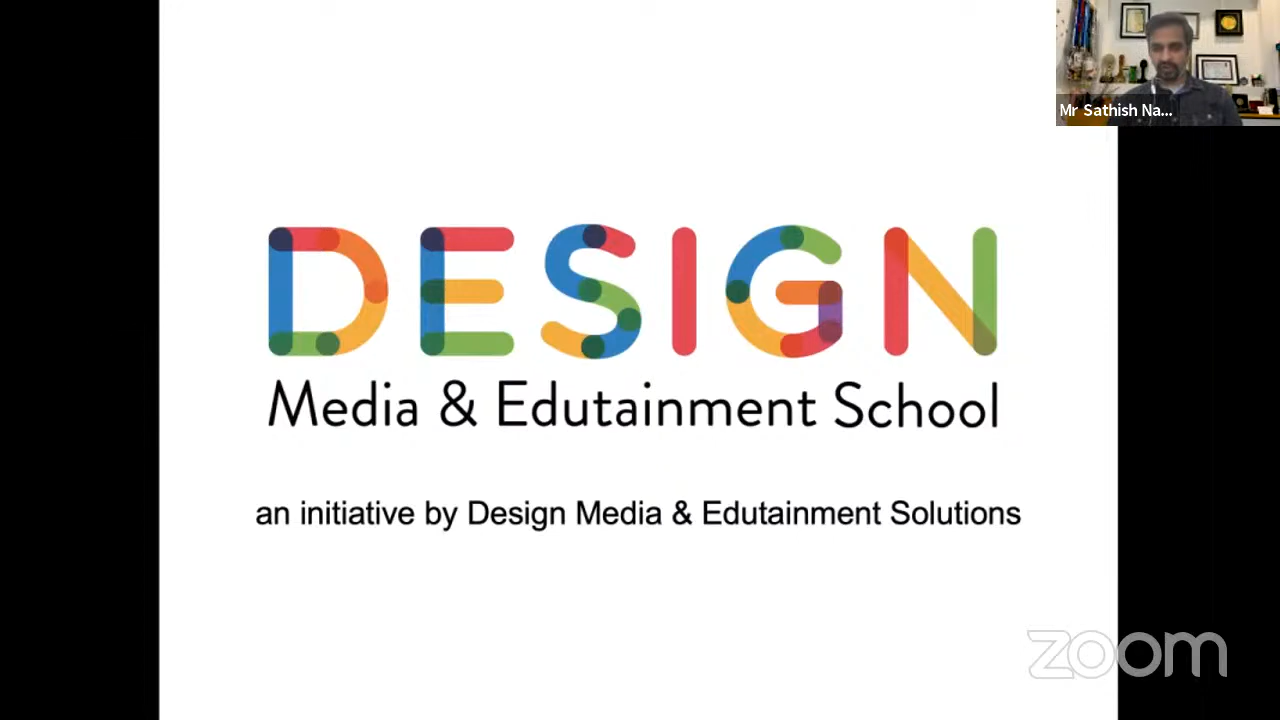 Mr Sathish Na...
DESIGN
Media & Edutainment School
an initiative by Design Media & Edutainment Solutions
zoom